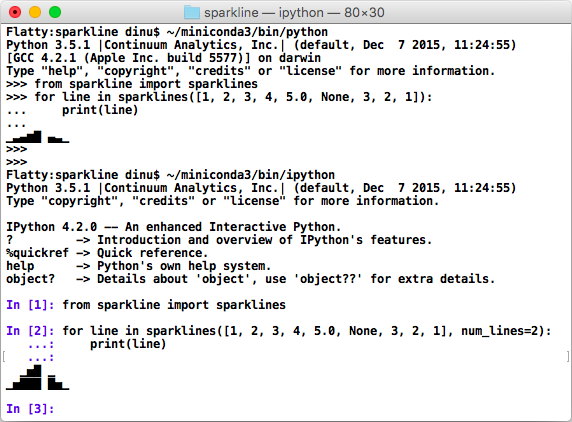 sparkline — ipython — 80×30
Flatty:sparkline dinu$ ~/miniconda3/bin/python
Python 3.5.1 |Continuum Analytics, Inc.| (default, Dec  7 2015, 11:24:55)
[GCC 4.2.1 (Apple Inc. build 5577)] on darwin
Type "help", "copyright", "credits" or "license" for more information.
>>> from sparkline import sparklines
>>> for line in sparklines([1, 2, 3, 4, 5.0, None, 3, 2, 1]):
...     print(line)
...
▁▃▄▆█ ▄▃▁
>>>
>>>
Flatty:sparkline dinu$ ~/miniconda3/bin/ipython
Python 3.5.1 |Continuum Analytics, Inc.| (default, Dec  7 2015, 11:24:55)
Type "copyright", "credits" or "license" for more information.
IPython 4.2.0 -- An enhanced Interactive Python.
?         -> Introduction and overview of IPython's features.
%quickref -> Quick reference.
help      -> Python's own help system.
object?   -> Details about 'object', use 'object??' for extra details.
In [1]: from sparkline import sparklines
In [2]: for line in sparklines([1, 2, 3, 4, 5.0, None, 3, 2, 1], num_lines=2):
   ...:     print(line)
   ...:
  ▁▅█ ▁
▁▅███ █▅▁
In [3]: